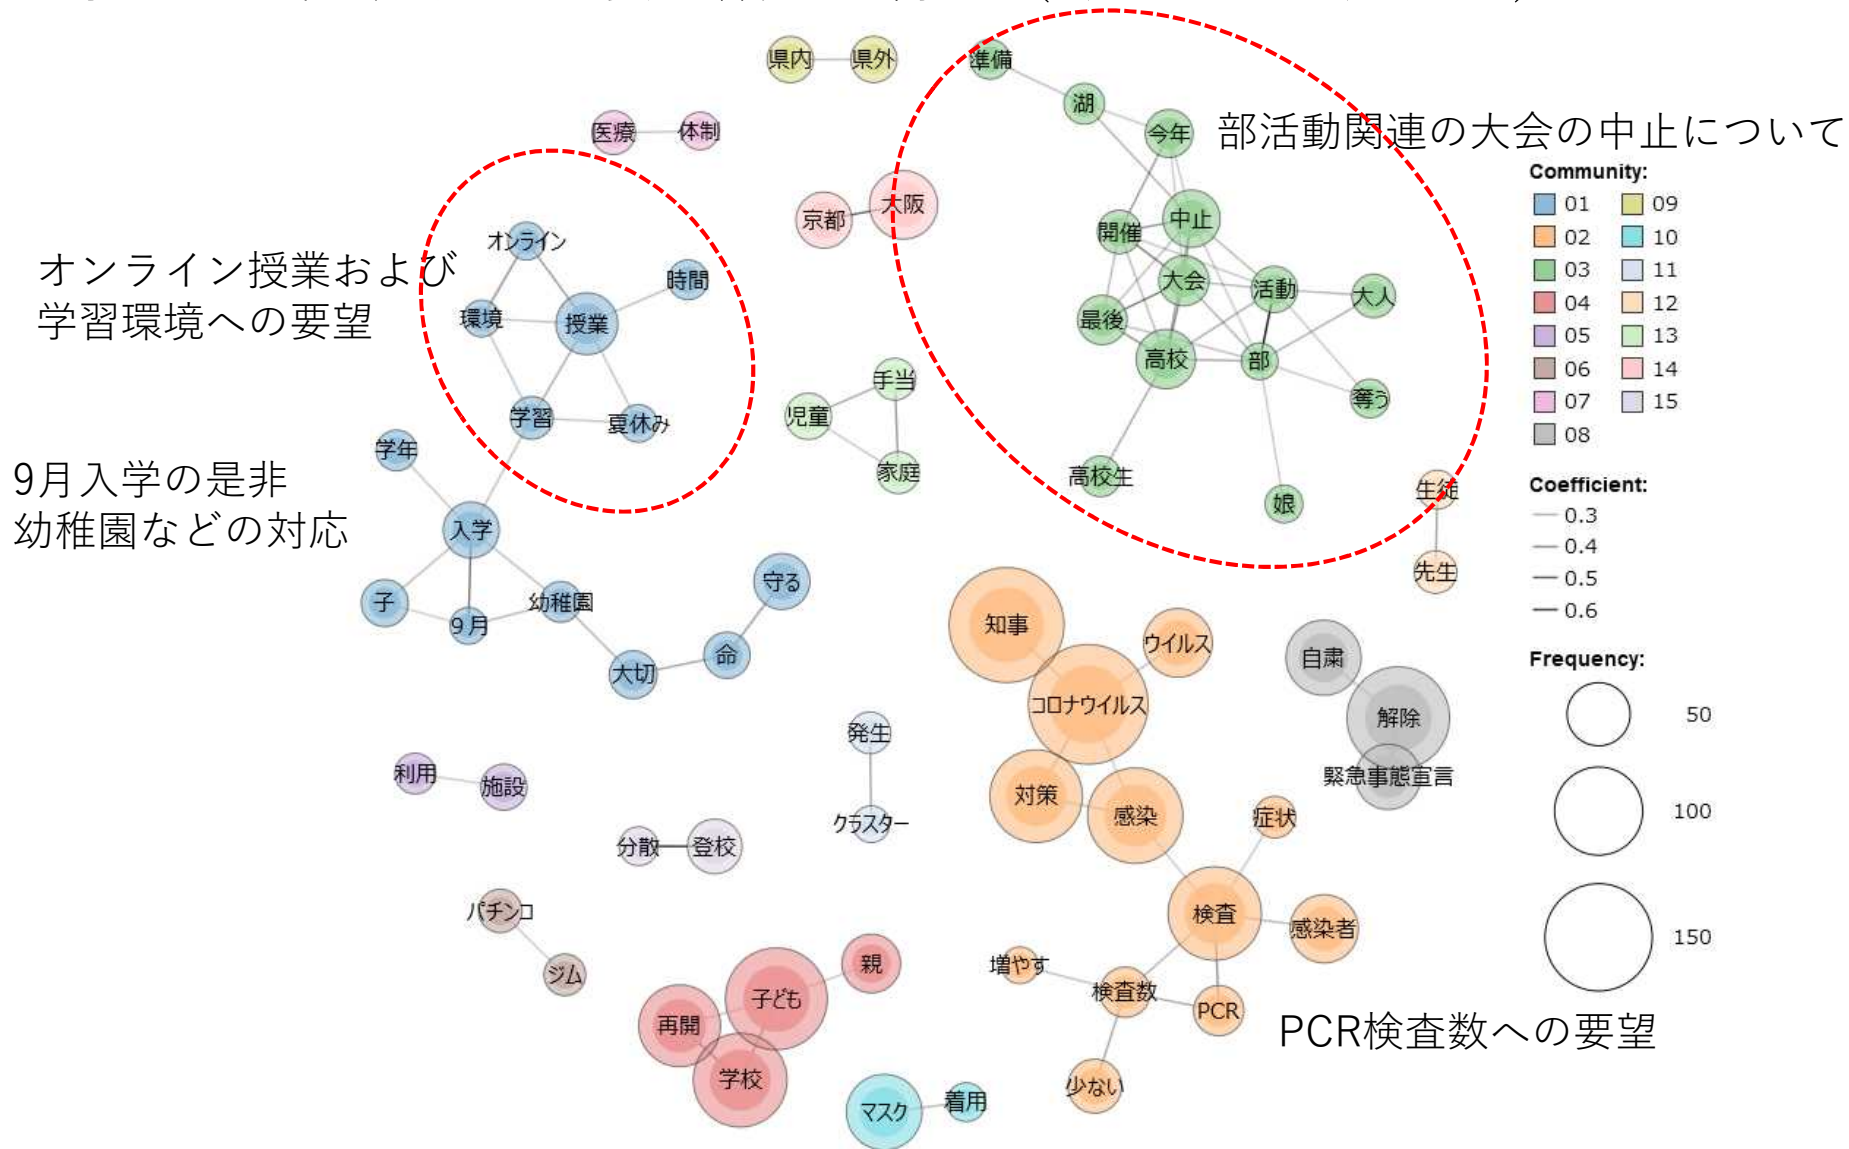 県内
県外
準備
湖
今年
医療
体制
部活動関連の大会の中止について
京都
大阪
中止
開催
オンライン
時間
環境
授業
オンライン授業および
学習環境への要望
大会
活動
大人
最後
高校
部
奪う
手当
児童
家庭
学習
夏休み
学年
高校生
娘
生徒
先生
9月入学の是非
幼稚園などの対応
入学
子
9月
幼稚園
守る
命
大切
知事
ウイルス
コロナウイルス
自粛
解除
緊急事態宣言
対策
感染
発生
クラスター
利用
施設
分散
登校
症状
検査
感染者
増やす
検査数
PCR
少ない
PCR検査数への要望
パチンコ
ジム
親
子ども
再開
学校
マスク
着用
Community:
01
09
02
10
03
11
04
12
05
13
06
14
07
15
08
Coefficient:
0.3
0.4
0.5
0.6
Frequency:
50
100
150